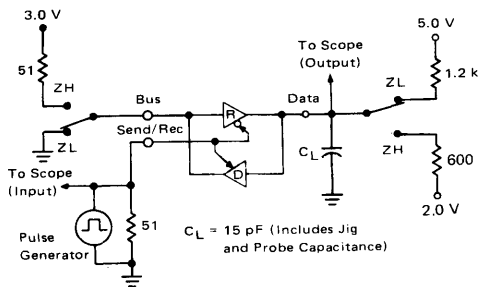 3.0 V
51
ZH
ZL
Bus
Send/Rec
To Scope
(Input)
Pulse
Generator
51
R
D
Data
To Scope
(Output)
CL
CL = 15 pF (Includes Jig
and Probe Capacitance)
5.0 V
1.2 k
ZL
ZH
600
2.0 V